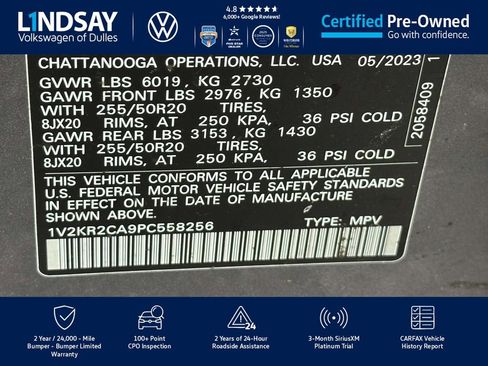 LINDSAY
Volkswagen of Dulles
4.8 ★★★★★
6,000+ Google Reviews!
Certified Pre-Owned
Go with confidence.
CHATTANOOGA OPERATIONS, LLC. USA 05/2023
GVWR LBS 6019, KG 2730
GAWR FRONT LBS 2976, KG 1350
WITH 255/50R20 TIRES,
8JX20 RIMS, AT 250 KPA, 36 PSI COLD
GAWR REAR LBS 3153, KG 1430
WITH 255/50R20 TIRES,
8JX20 RIMS, AT 250 KPA, 36 PSI COLD
THIS VEHICLE CONFORMS TO ALL APPLICABLE
U.S. FEDERAL MOTOR VEHICLE SAFETY STANDARDS
IN EFFECT ON THE DATE OF MANUFACTURE
SHOWN ABOVE.
1V2KR2CA9PC558256 TYPE: MPV
2058409 1
2 Year / 24,000 - Mile
Bumper - Bumper Limited
Warranty
100+ Point
CPO Inspection
24
2 Years of 24-Hour
Roadside Assistance
3-Month SiriusXM
Platinum Trial
CARFAX Vehicle
History Report